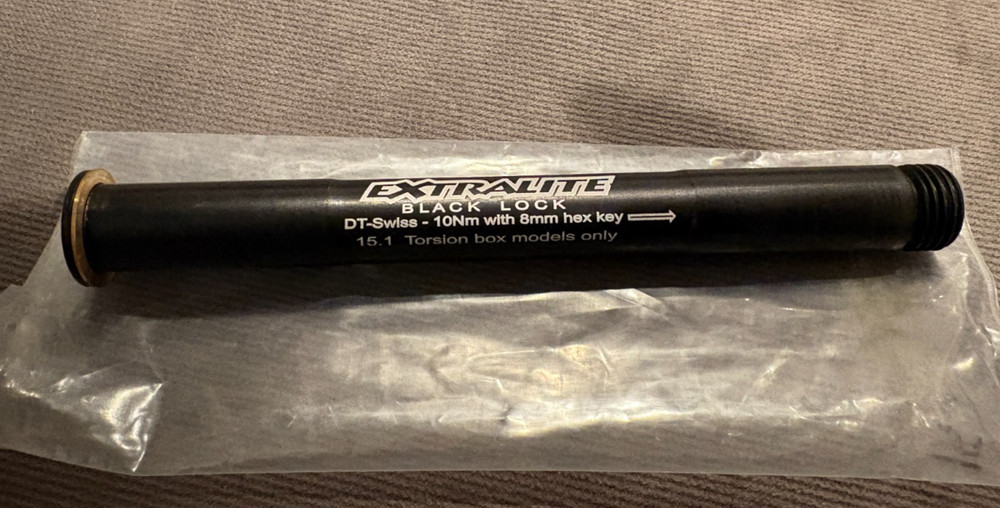 EXTRALITE
BLACK LOCK
DT-Swiss - 10Nm with 8mm hex key
15.1 Torsion box models only